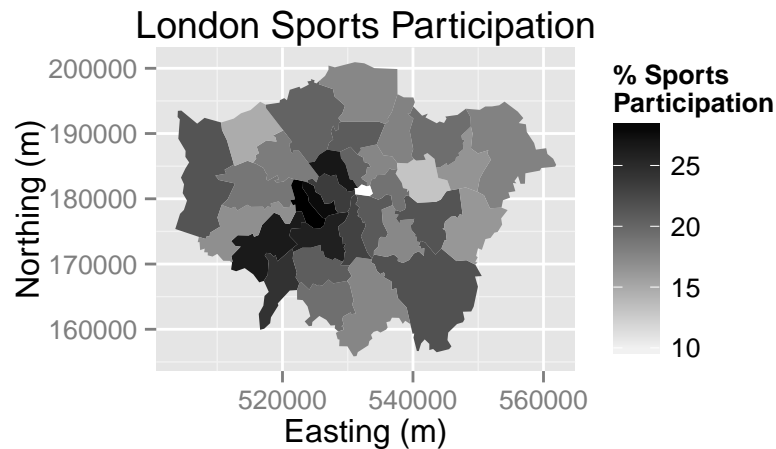 London Sports Participation
200000
190000
180000
170000
160000
Northing (m)
520000 540000 560000
Easting (m)
% Sports
Participation
25
20
15
10